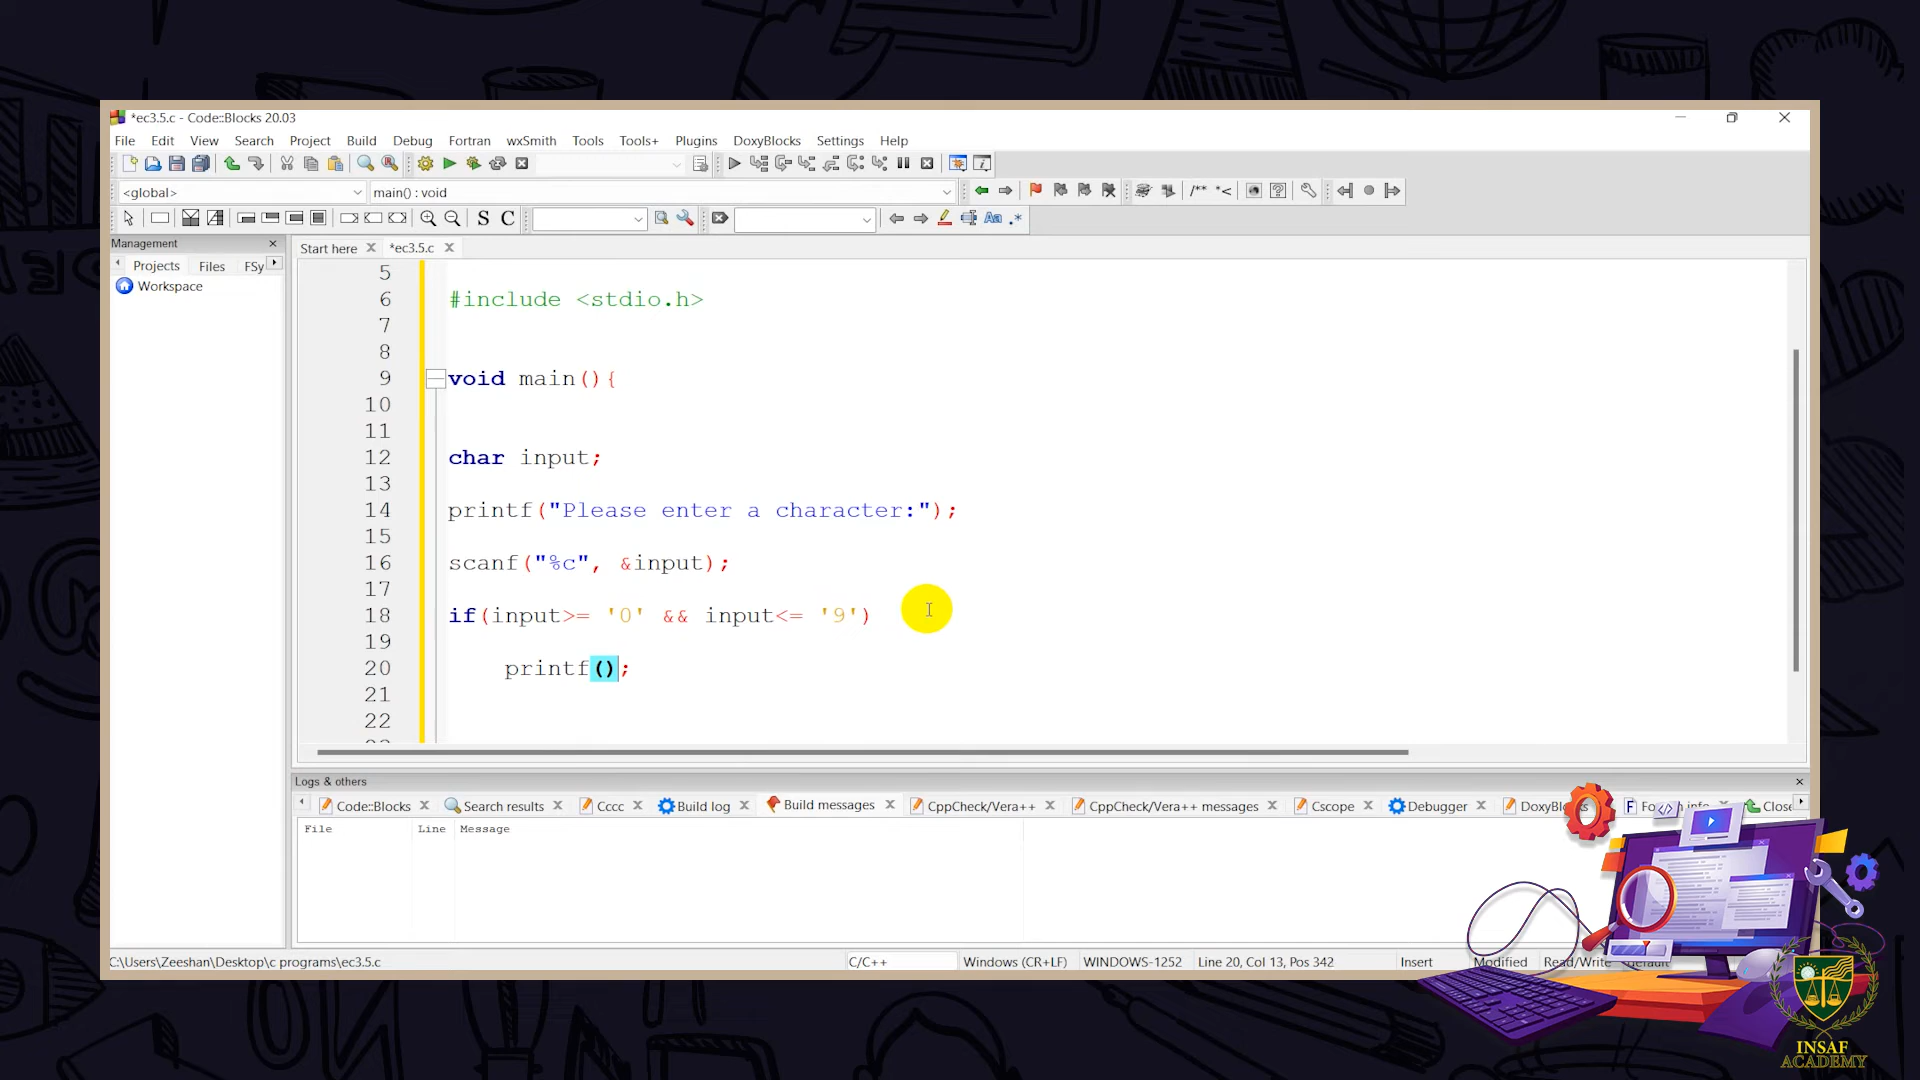 *ec3.5.c - Code::Blocks 20.03
File Edit View Search Project Build Debug Fortran wxSmith Tools Tools+ Plugins DoxyBlocks Settings Help
<global> main() : void
/** *<
S C Aa .*
Management
Start here *ec3.5.c
Projects Files FSy
Workspace
5
6 #include <stdio.h>
7
8
9 void main(){
10
11
12 char input;
13
14 printf("Please enter a character:");
15
16 scanf("%c", &input);
17
18 if(input>= '0' && input<= '9')
19
20 printf();
21
22
Logs & others
Code::Blocks Search results Cccc Build log Build messages CppCheck/Vera++ CppCheck/Vera++ messages Cscope Debugger Close
File Line Message
C:\Users\Zeeshan\Desktop\c programs\ec3.5.c C/C++ Windows (CR+LF) WINDOWS-1252 Line 20, Col 13, Pos 342 Insert Modified Read/Write default
INSAF
ACADEMY